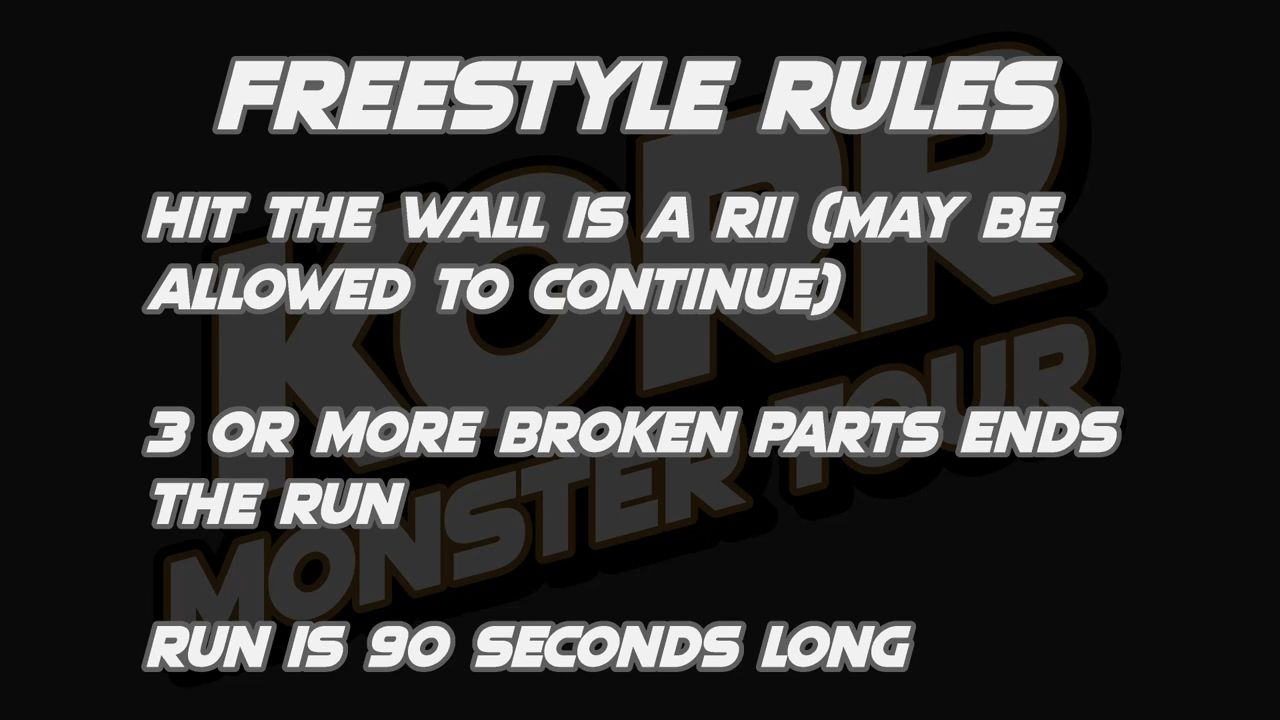 FREESTYLE RULES
HIT THE WALL IS A RII (MAY BE
ALLOWED TO CONTINUE)
3 OR MORE BROKEN PARTS ENDS
THE RUN
RUN IS 90 SECONDS LONG
KORR
MONSTER TOUR